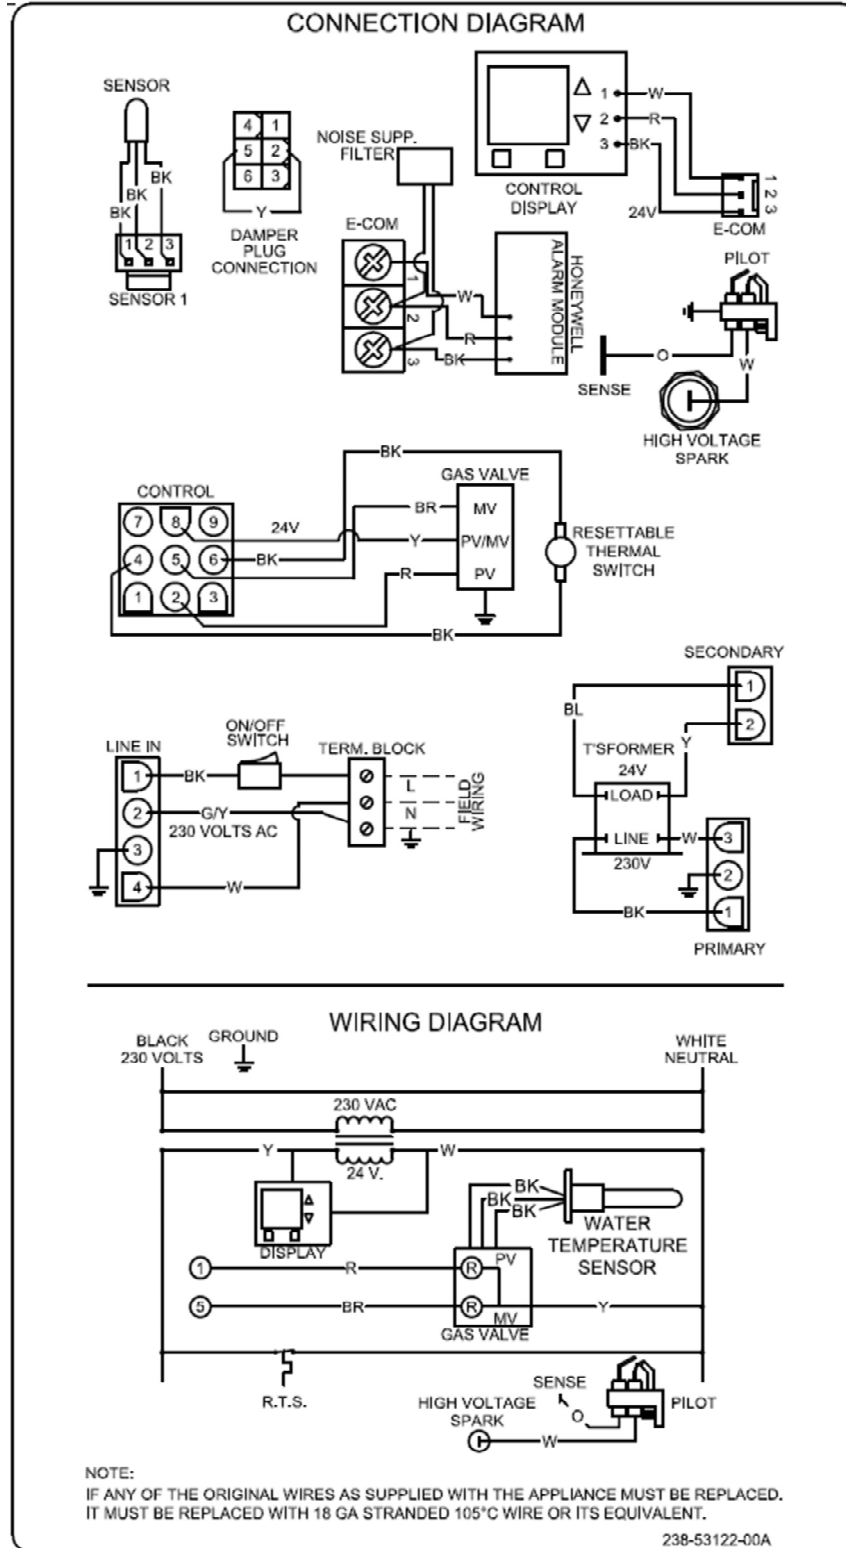 CONNECTION DIAGRAM
SENSOR
BK
BK
BK
1 2 3
SENSOR 1
4 1
5 2
6 3
Y
DAMPER
PLUG
CONNECTION
NOISE SUPP.
FILTER
E-COM
1
2
3
W
R
BK
HONEYWELL
ALARM MODULE
1
2
3
W
R
BK
24V
CONTROL
DISPLAY
1
2
3
E-COM
PILOT
O
SENSE
W
HIGH VOLTAGE
SPARK
CONTROL
7 8 9
4 5 6
1 2 3
24V
BK
BK
BR
Y
R
BK
GAS VALVE
MV
PV/MV
PV
RESETTABLE
THERMAL
SWITCH
LINE IN
1
2
3
4
ON/OFF
SWITCH
BK
G/Y
230 VOLTS AC
W
TERM. BLOCK
L
N
FIELD
WIRING
SECONDARY
1
2
BL
Y
T'SFORMER
24V
LOAD
LINE
230V
W
BK
3
2
1
PRIMARY
WIRING DIAGRAM
BLACK
230 VOLTS
GROUND
WHITE
NEUTRAL
230 VAC
Y
W
24 V.
DISPLAY
BK
BK
BK
WATER
TEMPERATURE
SENSOR
1
R
R
PV
5
BR
R
MV
Y
GAS VALVE
R.T.S.
SENSE
O
HIGH VOLTAGE
SPARK
W
PILOT
NOTE:
IF ANY OF THE ORIGINAL WIRES AS SUPPLIED WITH THE APPLIANCE MUST BE REPLACED.
IT MUST BE REPLACED WITH 18 GA STRANDED 105°C WIRE OR ITS EQUIVALENT.
238-53122-00A